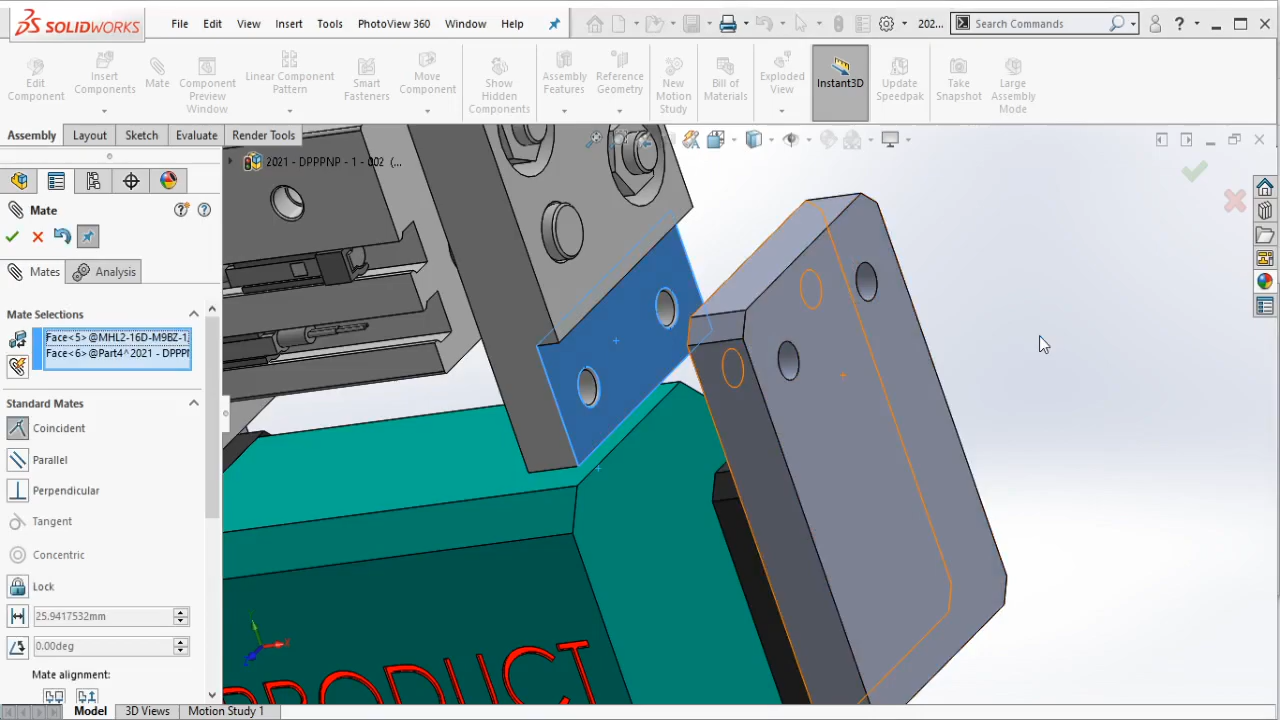 SOLIDWORKS File Edit View Insert Tools PhotoView 360 Window Help 202... Search Commands
Edit Component
Insert Components
Mate
Component Preview Window
Linear Component Pattern
Smart Fasteners
Move Component
Show Hidden Components
Assembly Features
Reference Geometry
New Motion Study
Bill of Materials
Exploded View
Instant3D
Update Speedpak
Take Snapshot
Large Assembly Mode
Assembly Layout Sketch Evaluate Render Tools
2021 - DPPPNP - 1 - 002 (...
Mate
Mates Analysis
Mate Selections
Face<5>@MHL2-16D-M9BZ-1
Face<6>@Part4^2021 - DPPPN
Standard Mates
Coincident
Parallel
Perpendicular
Tangent
Concentric
Lock
25.9417532mm
0.00deg
Mate alignment:
PRODUCT
Model 3D Views Motion Study 1